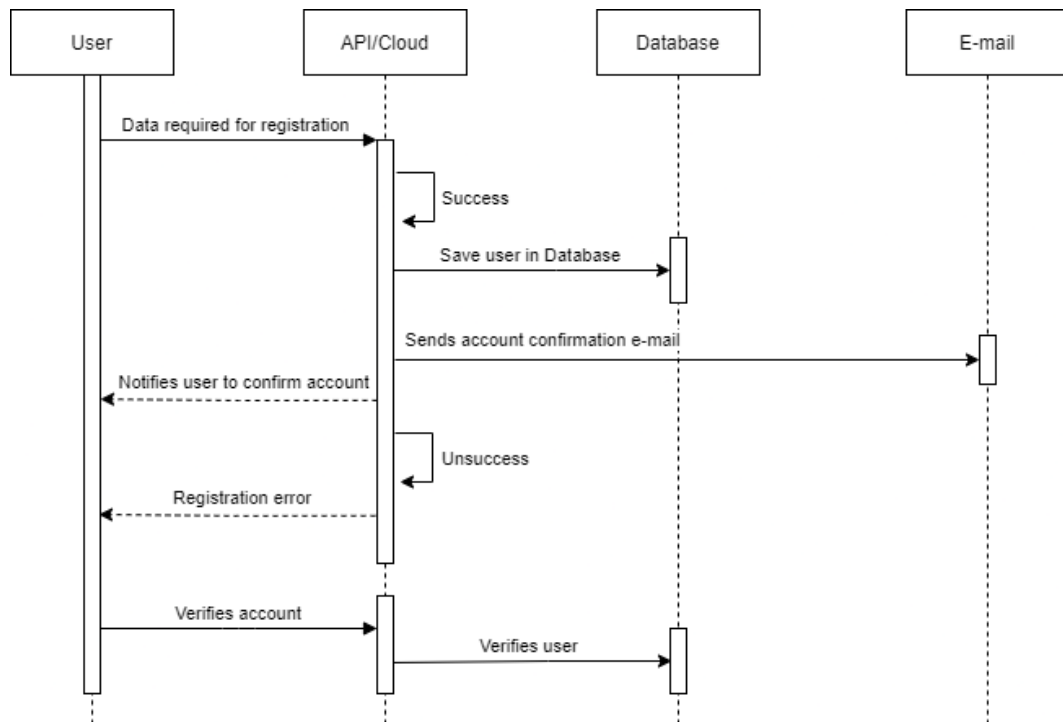 User
API/Cloud
Database
E-mail
Data required for registration
Success
Save user in Database
Sends account confirmation e-mail
Notifies user to confirm account
Unsuccess
Registration error
Verifies account
Verifies user